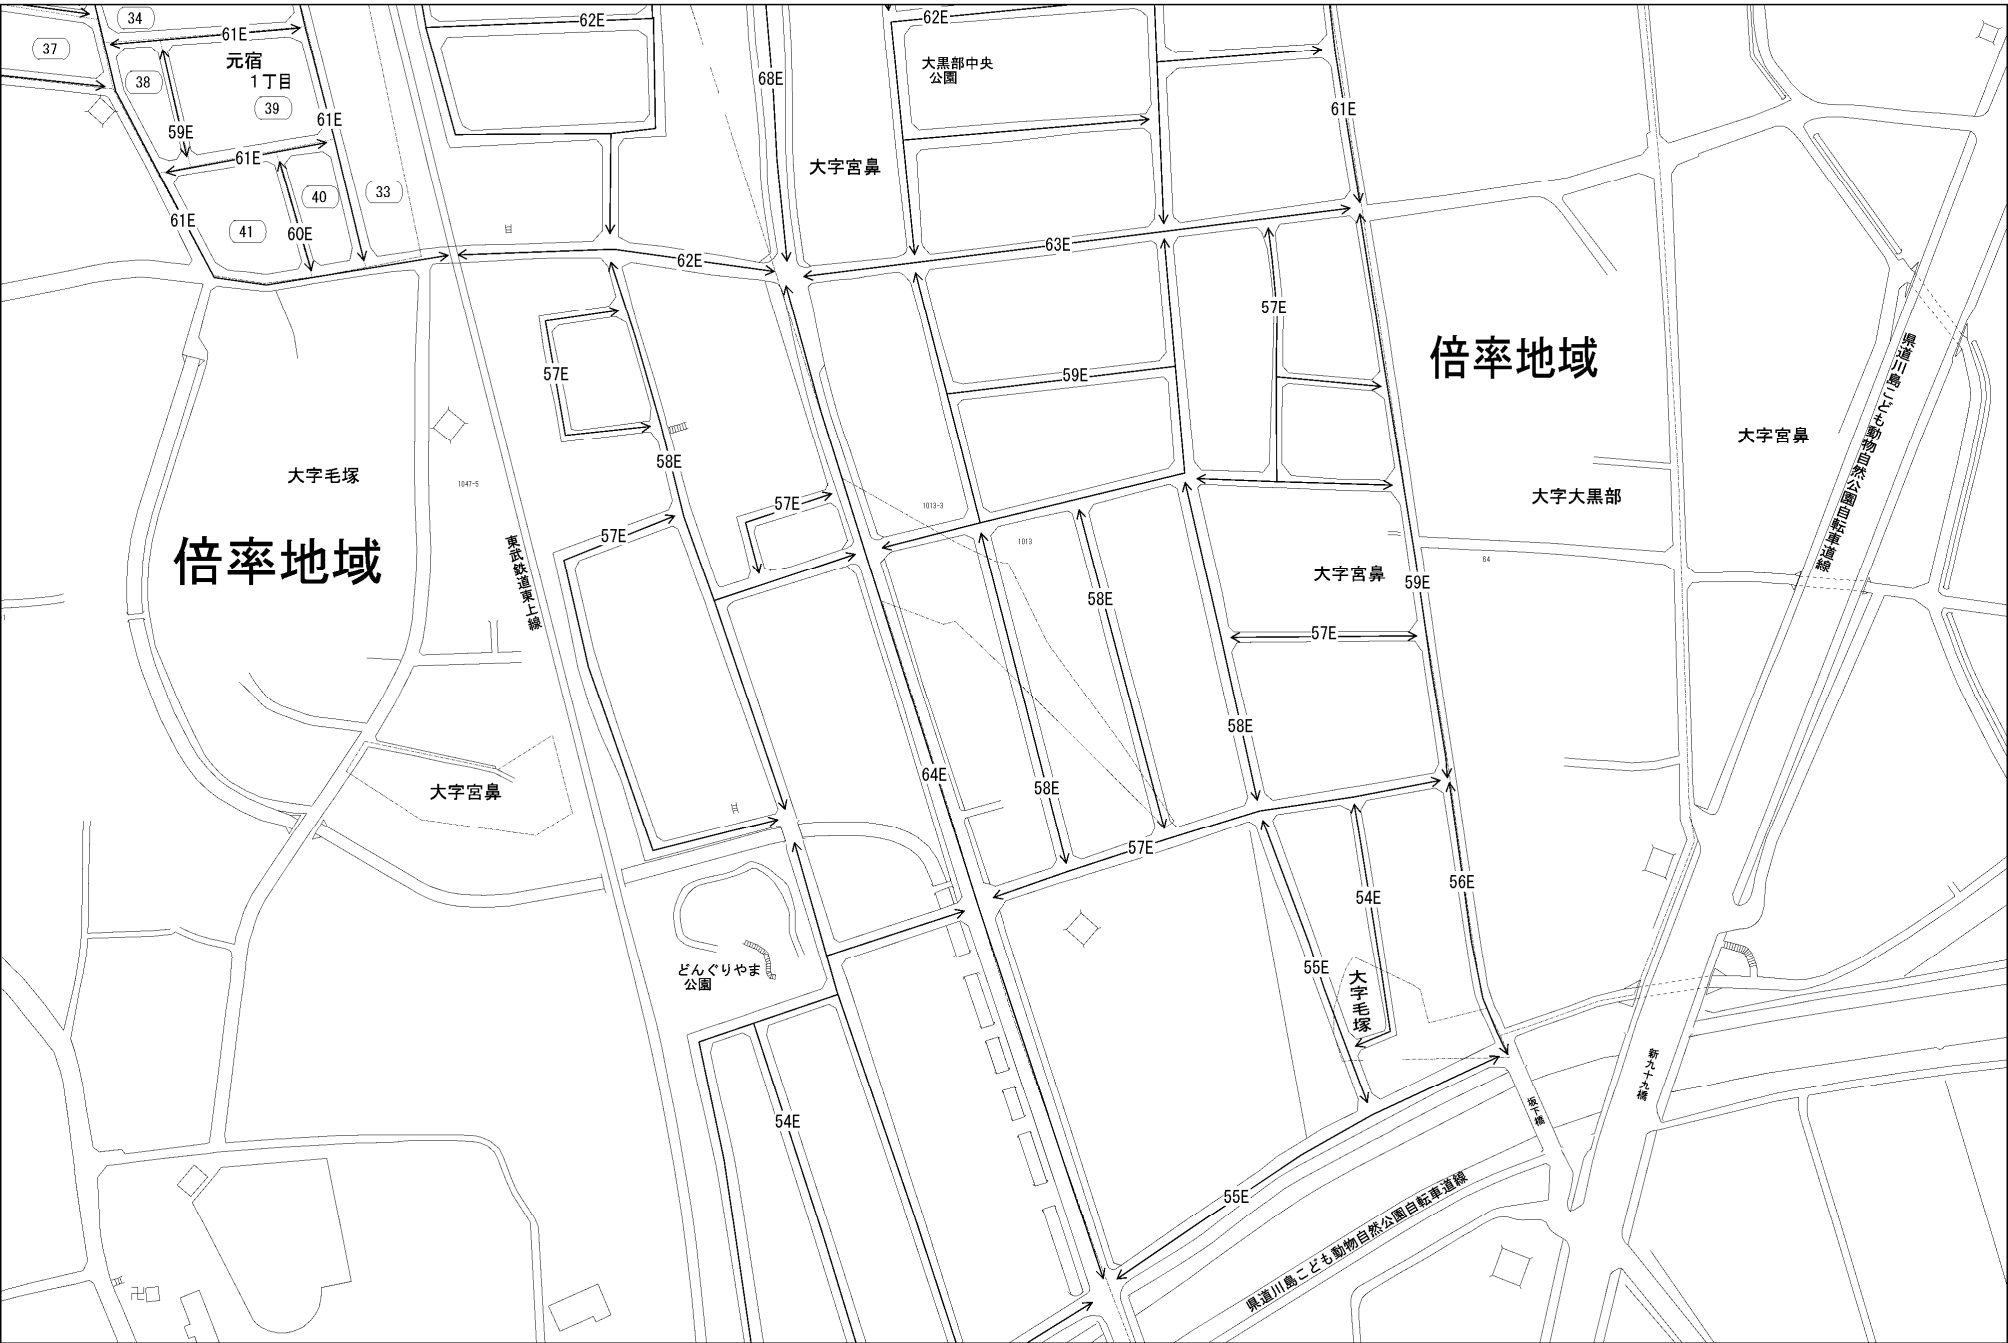 34
62E
62E
37
61E
元宿
1丁目
38
39
68E
大黒部中央
公園
61E
61E
59E
61E
大字宮鼻
40
33
61E
41
60E
63E
62E
57E
倍率地域
県道川島こども動物自然公園自転車道線
57E
59E
大字宮鼻
58E
大字毛塚
1047-5
57E
1013-3
大字大黒部
57E
東武鉄道東上線
1013
倍率地域
64
大字宮鼻
59E
58E
57E
58E
64E
58E
大字宮鼻
57E
56E
54E
55E
どんぐりやま
公園
大字毛塚
新九十九橋
坂下橋
54E
55E
県道川島こども動物自然公園自転車道線